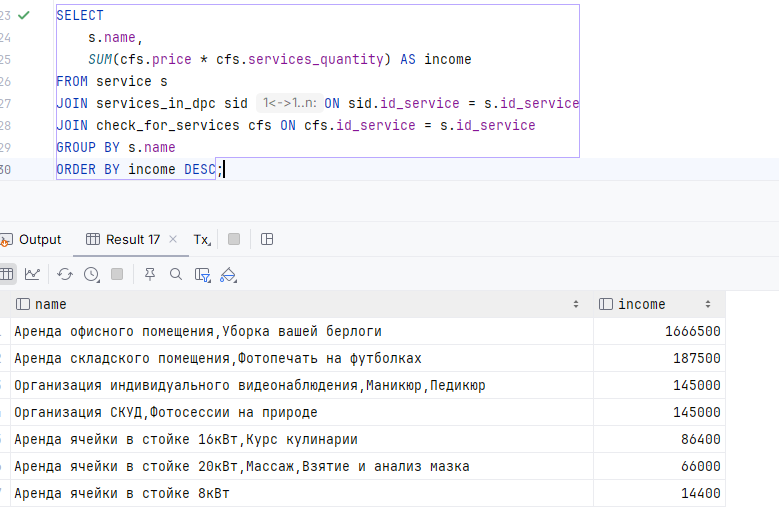 23 SELECT
24 s.name,
25 SUM(cfs.price * cfs.services_quantity) AS income
26 FROM service s
27 JOIN services_in_dpc sid 1<->1..n: ON sid.id_service = s.id_service
28 JOIN check_for_services cfs ON cfs.id_service = s.id_service
29 GROUP BY s.name
30 ORDER BY income DESC;
Output Result 17 × Tx
name income
Аренда офисного помещения,Уборка вашей берлоги 1666500
2 Аренда складского помещения,Фотопечать на футболках 187500
3 Организация индивидуального видеонаблюдения,Маникюр,Педикюр 145000
Организация СКУД,Фотосессии на природе 145000
5 Аренда ячейки в стойке 16кВт,Курс кулинарии 86400
Аренда ячейки в стойке 20кВт,Массаж,Взятие и анализ мазка 66000
7 Аренда ячейки в стойке 8кВт 14400